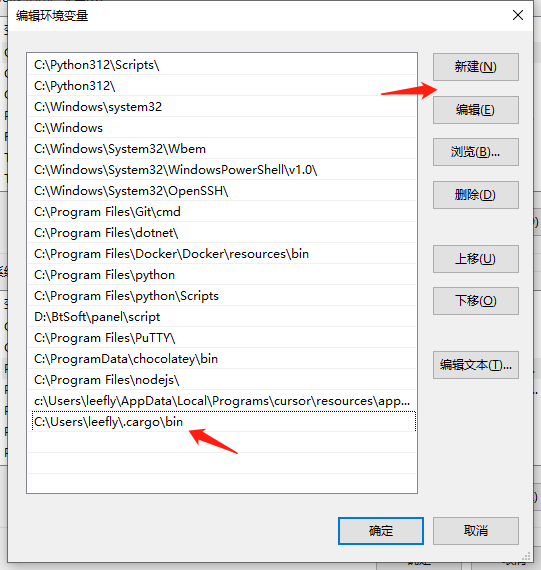 编辑环境变量
C:\Python312\Scripts\
C:\Python312\
C:\Windows\system32
C:\Windows
C:\Windows\System32\Wbem
C:\Windows\System32\WindowsPowerShell\v1.0\
C:\Windows\System32\OpenSSH\
C:\Program Files\Git\cmd
C:\Program Files\dotnet\
C:\Program Files\Docker\Docker\resources\bin
C:\Program Files\python
C:\Program Files\python\Scripts
D:\BtSoft\panel\script
C:\Program Files\PuTTY\
C:\ProgramData\chocolatey\bin
C:\Program Files\nodejs\
c:\Users\leefly\AppData\Local\Programs\cursor\resources\app...
C:\Users\leefly\.cargo\bin
新建(N)
编辑(E)
浏览(B)...
删除(D)
上移(U)
下移(O)
编辑文本(T)...
确定
取消